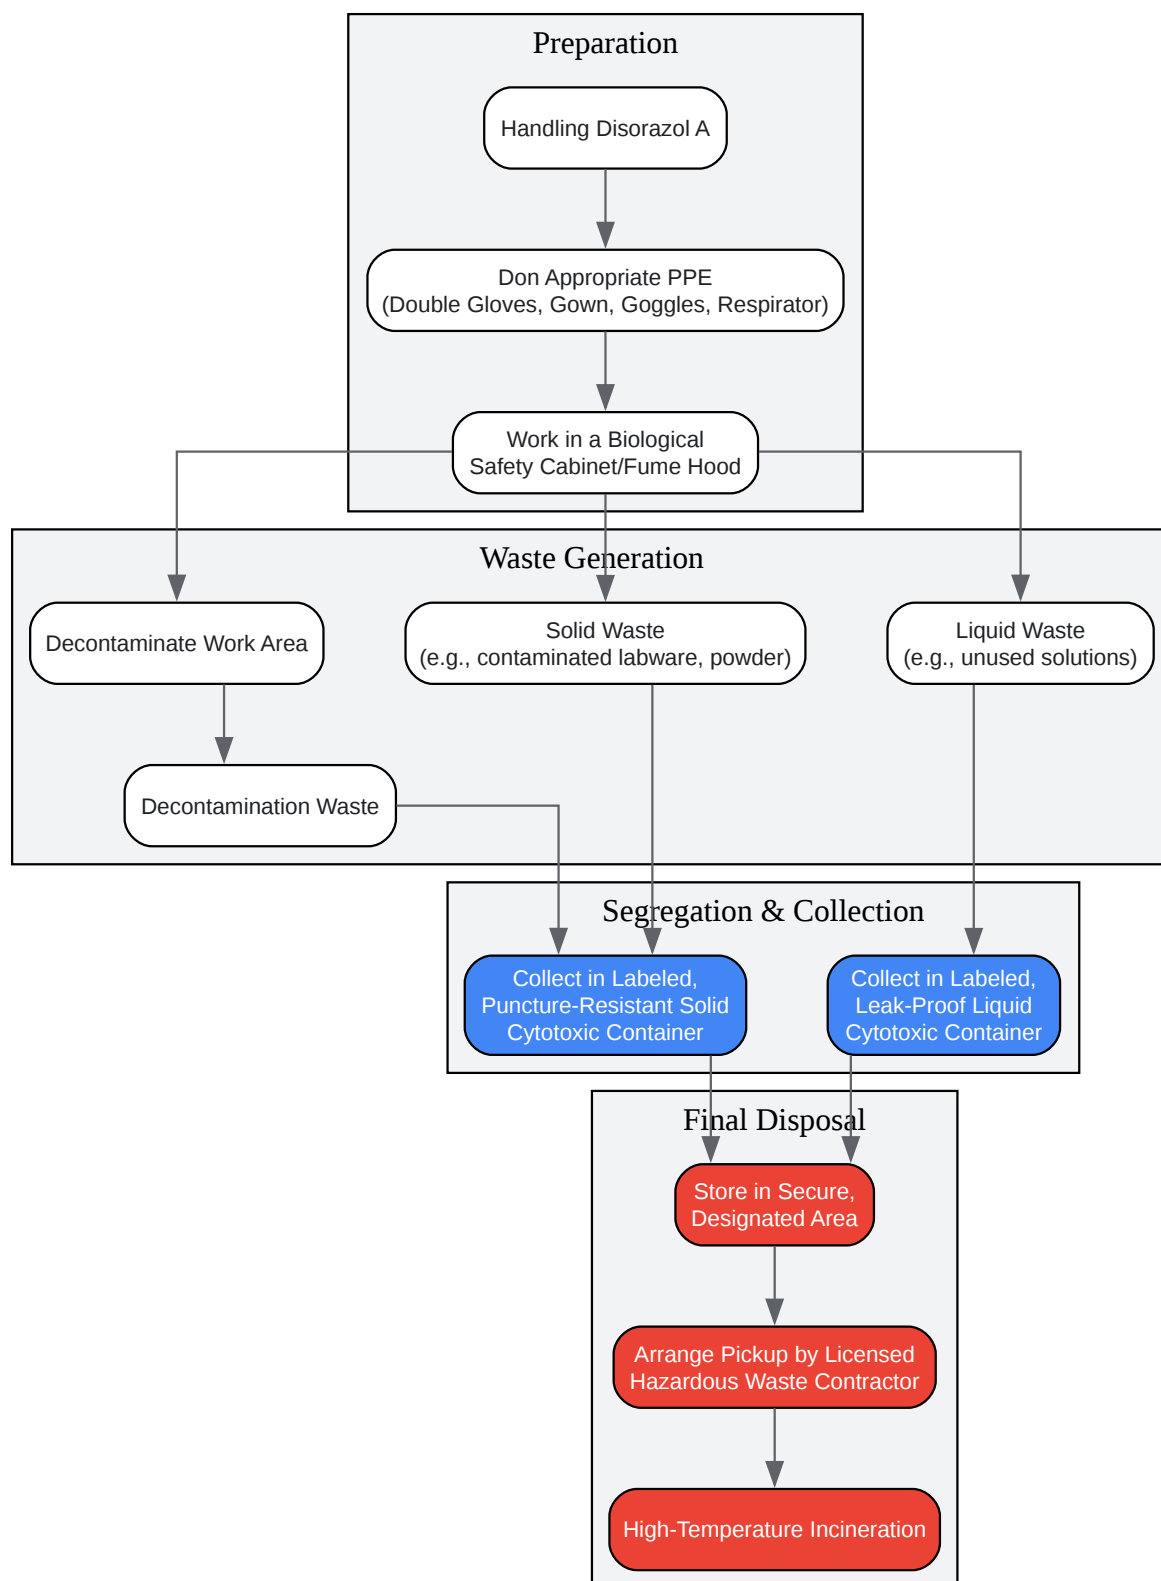 Preparation
Handling Disorazol A
Don Appropriate PPE
(Double Gloves, Gown, Goggles, Respirator)
Work in a Biological
Safety Cabinet/Fume Hood
Waste Generation
Decontaminate Work Area
Solid Waste
(e.g., contaminated labware, powder)
Liquid Waste
(e.g., unused solutions)
Decontamination Waste
Segregation & Collection
Collect in Labeled,
Puncture-Resistant Solid
Cytotoxic Container
Collect in Labeled,
Leak-Proof Liquid
Cytotoxic Container
Final Disposal
Store in Secure,
Designated Area
Arrange Pickup by Licensed
Hazardous Waste Contractor
High-Temperature Incineration